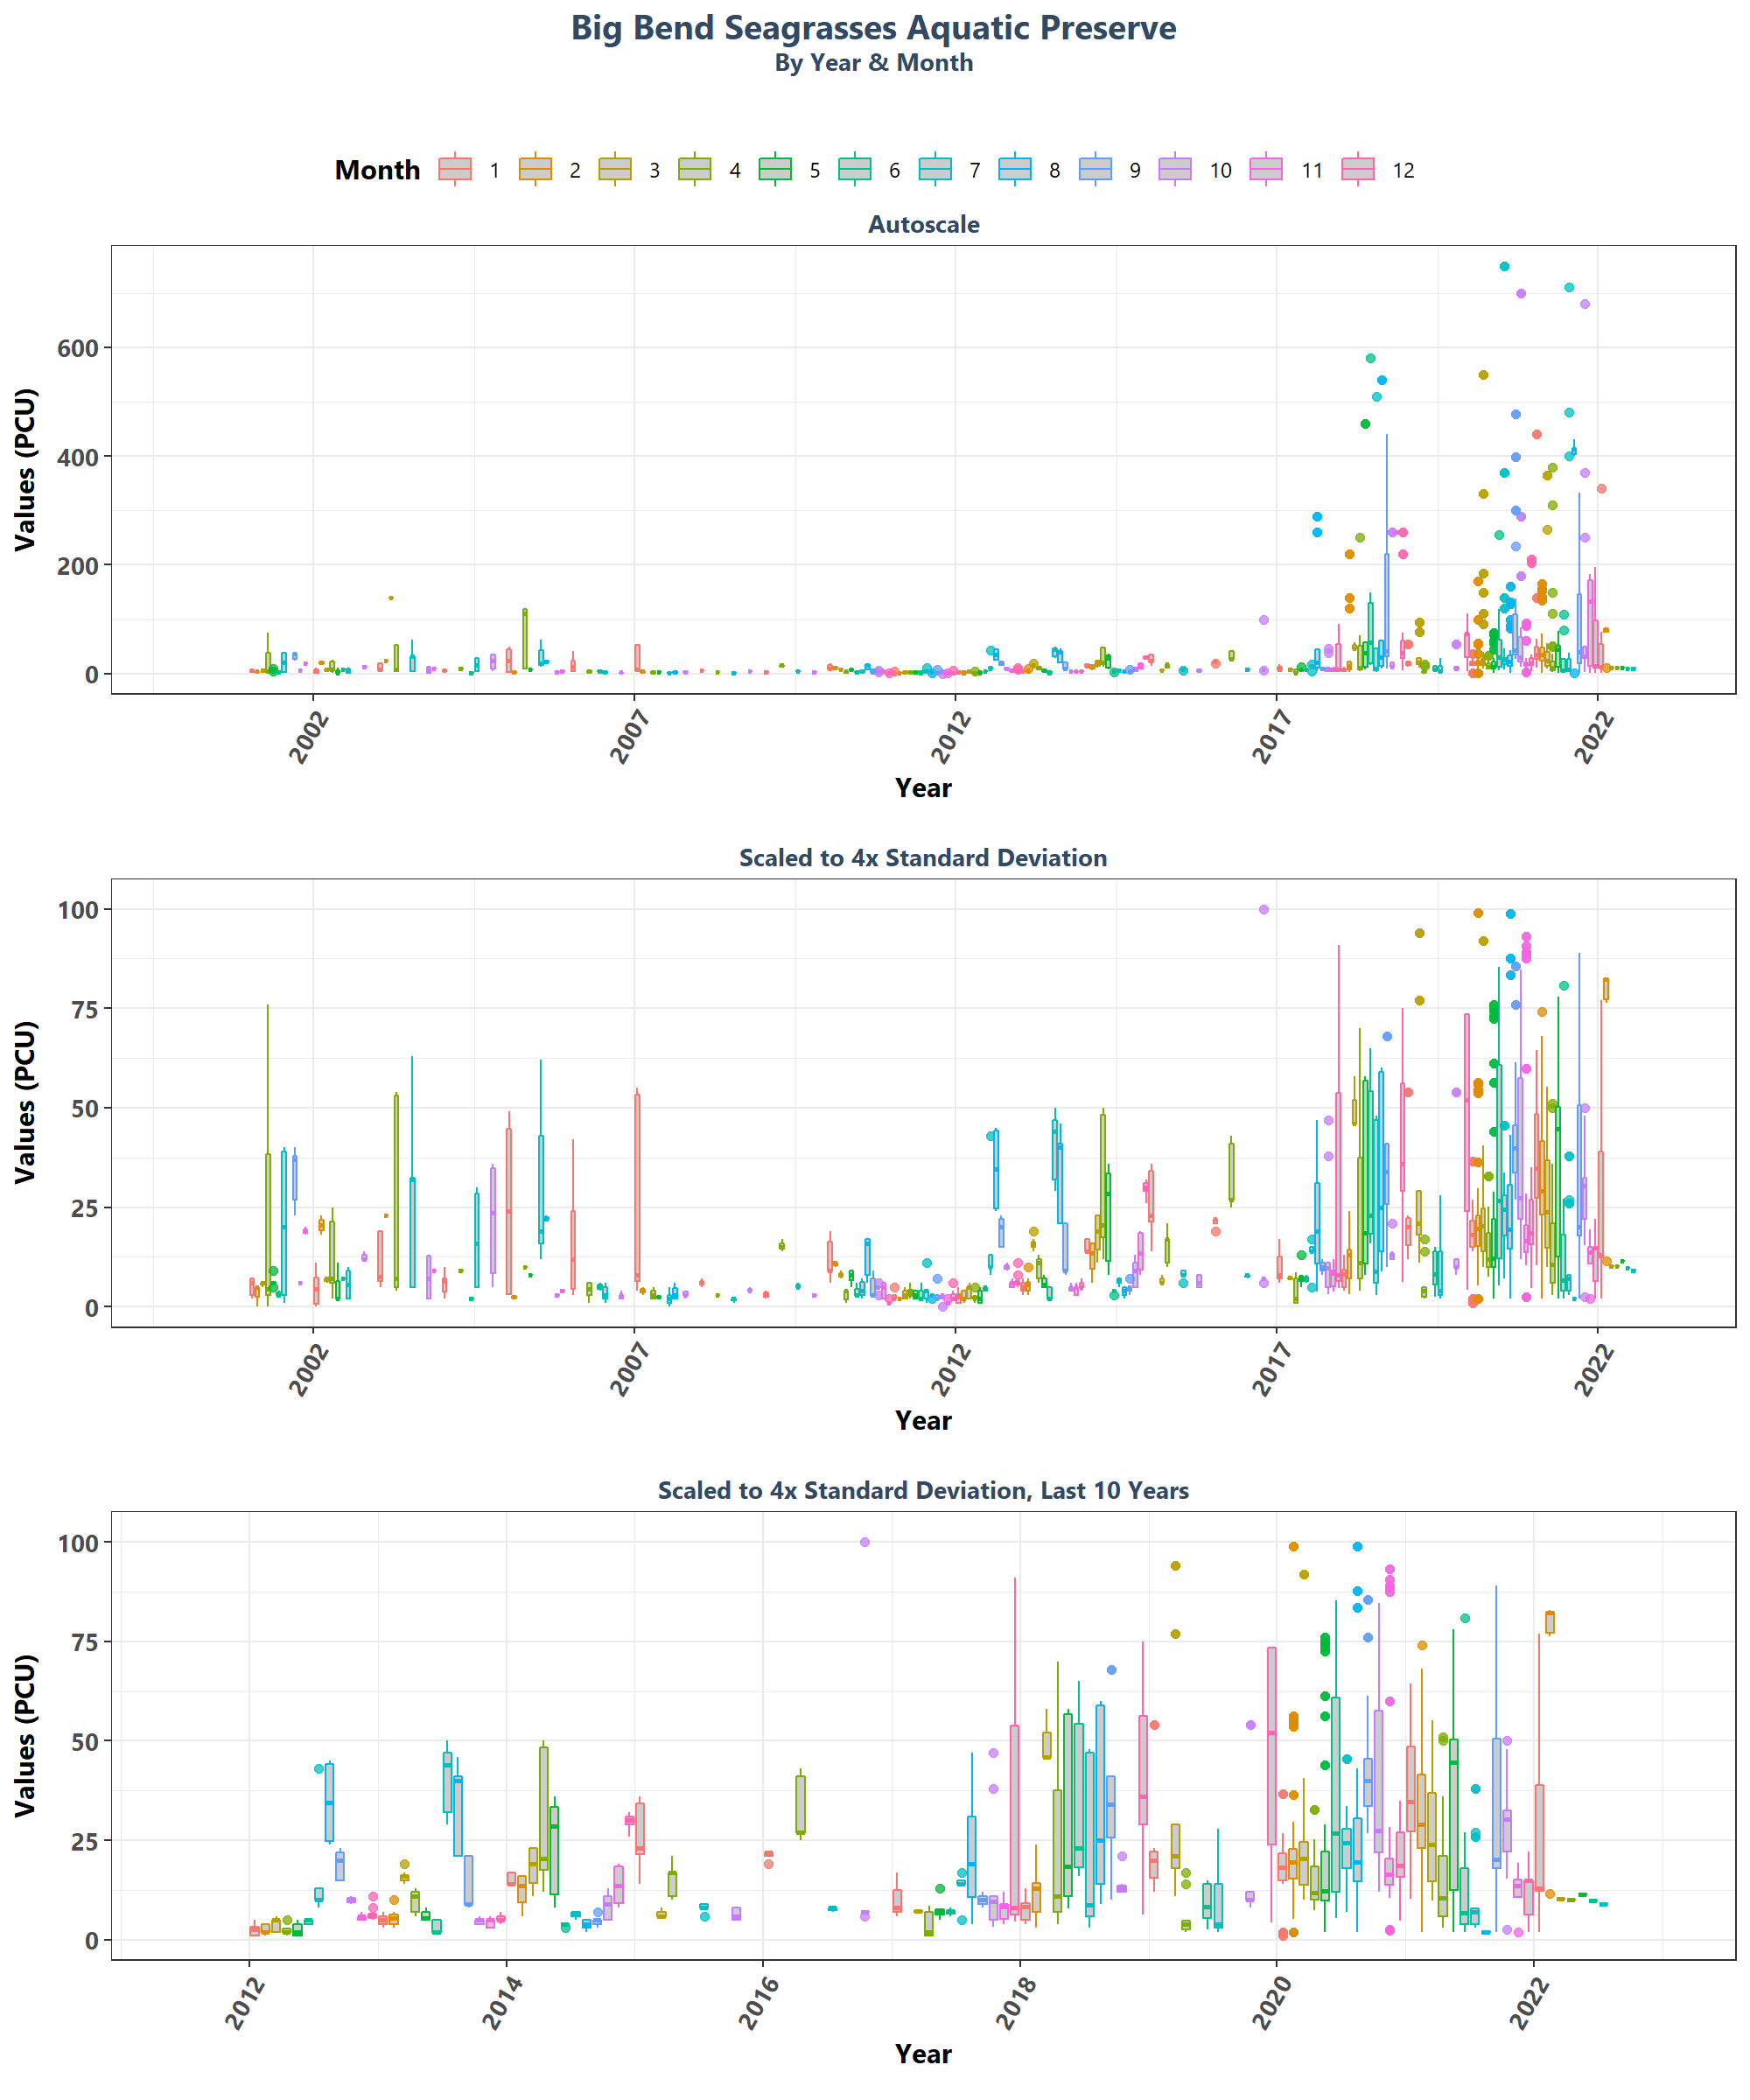 Big Bend Seagrasses Aquatic Preserve
By Year & Month
Month 1 2 3 4 5 6 7 8 9 10 11 12
Autoscale
Values (PCU)
600
400
200
0
2002 2007 2012 2017 2022
Year
Scaled to 4x Standard Deviation
Values (PCU)
100
75
50
25
0
2002 2007 2012 2017 2022
Year
Scaled to 4x Standard Deviation, Last 10 Years
Values (PCU)
100
75
50
25
0
2012 2014 2016 2018 2020 2022
Year